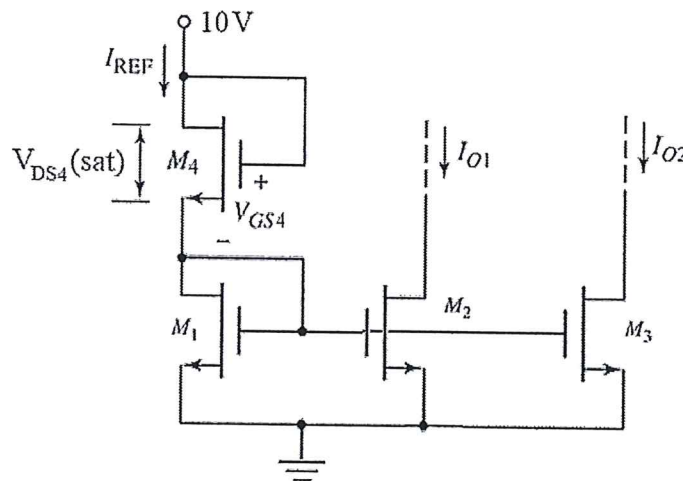 10V
I_REF
V_DS4(sat)
M_4
+
V_GS4
–
I_O1
I_O2
M_1
M_2
M_3